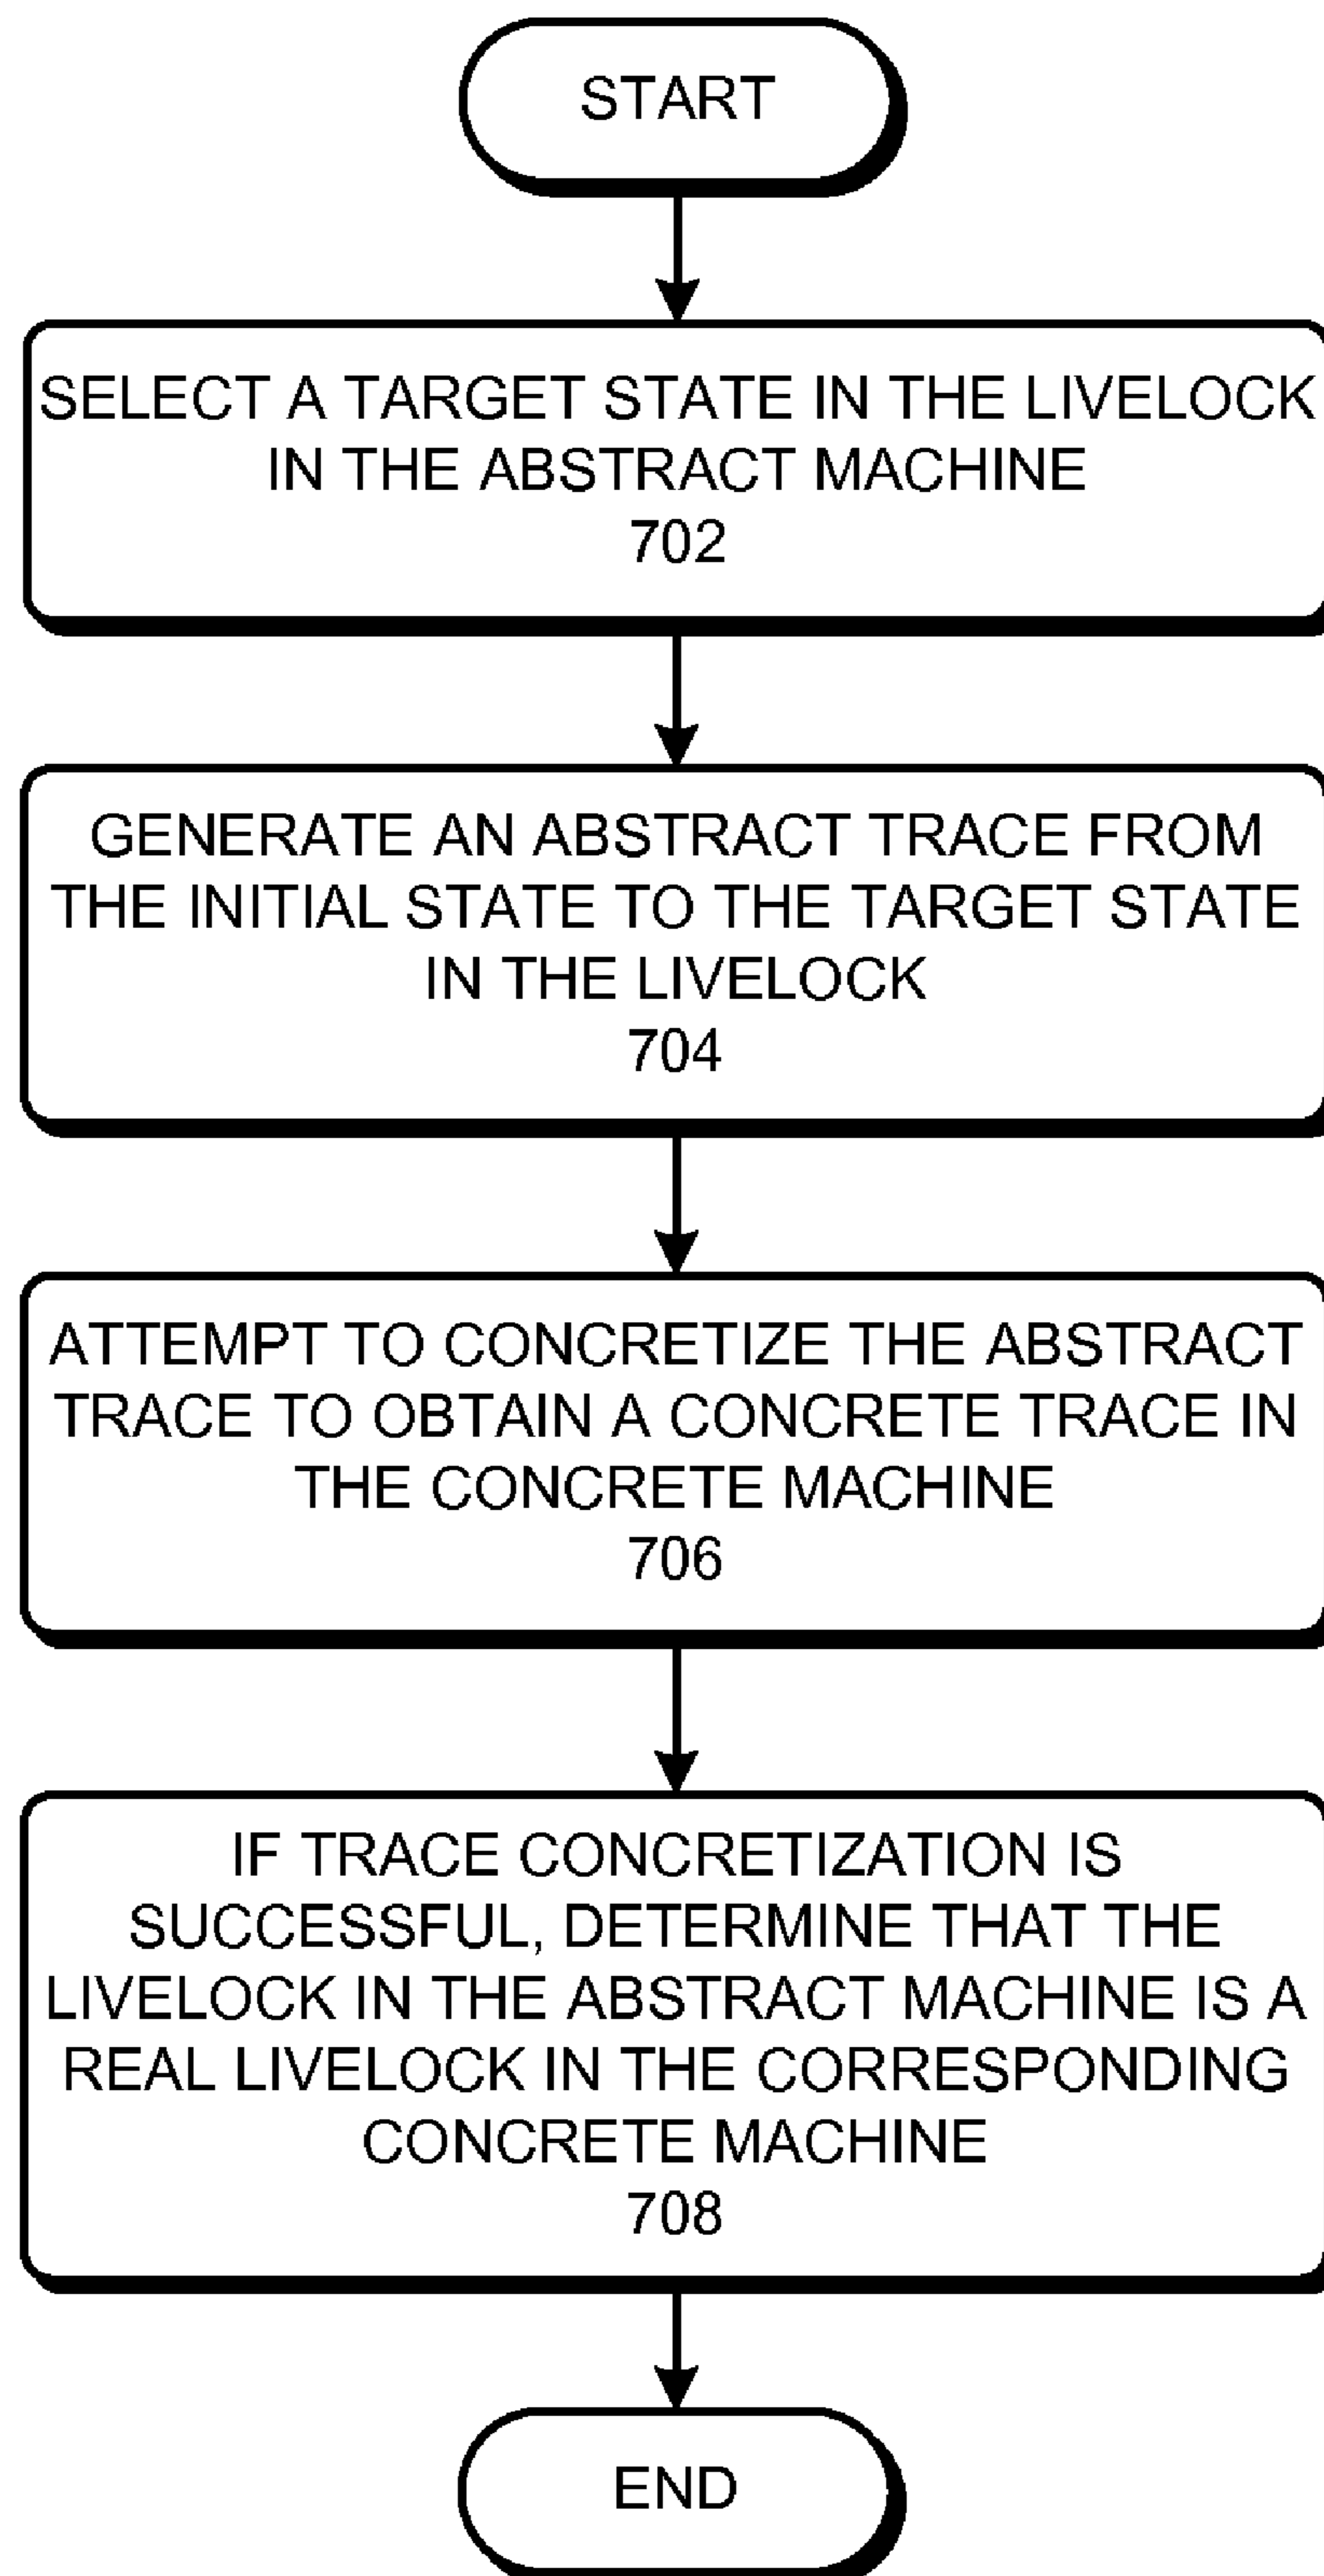 START
SELECT A TARGET STATE IN THE LIVELOCK
IN THE ABSTRACT MACHINE
702
GENERATE AN ABSTRACT TRACE FROM
THE INITIAL STATE TO THE TARGET STATE
IN THE LIVELOCK
704
ATTEMPT TO CONCRETIZE THE ABSTRACT
TRACE TO OBTAIN A CONCRETE TRACE IN
THE CONCRETE MACHINE
706
IF TRACE CONCRETIZATION IS
SUCCESSFUL, DETERMINE THAT THE
LIVELOCK IN THE ABSTRACT MACHINE IS A
REAL LIVELOCK IN THE CORRESPONDING
CONCRETE MACHINE
708
END